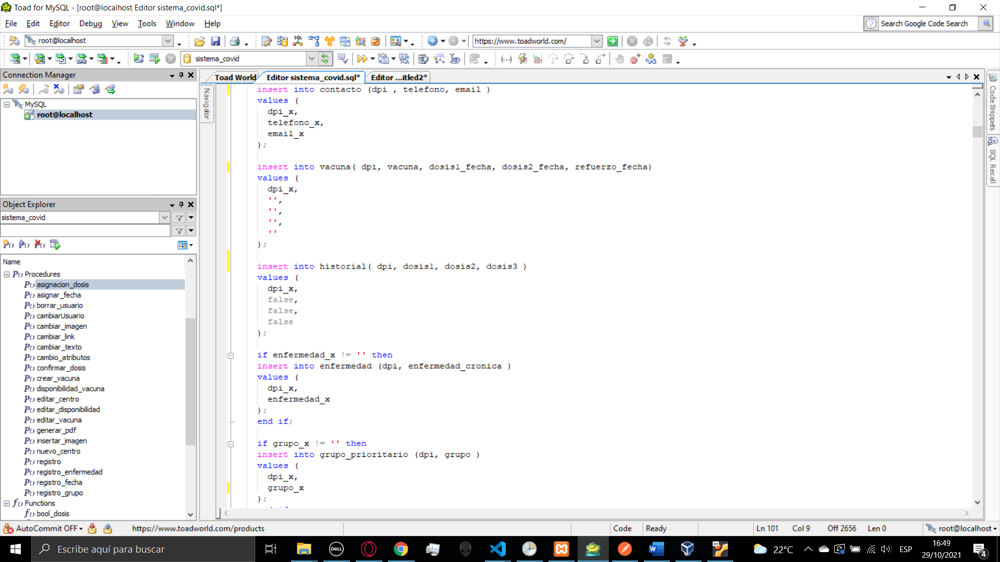 Toad for MySQL - [root@localhost Editor sistema_covid.sql*]
File Edit Editor Debug View Tools Window Help
Search Google Code Search
root@localhost
https://www.toadworld.com/
sistema_covid
Connection Manager
MySQL
root@localhost
Object Explorer
sistema_covid
Name
Procedures
asignacion_dosis
asignar_fecha
borrar_usuario
cambiarUsuario
cambiar_imagen
cambiar_link
cambiar_texto
cambio_atributos
confirmar_dosis
crear_vacuna
disponibilidad_vacuna
editar_centro
editar_disponibilidad
editar_vacuna
generar_pdf
insertar_imagen
nuevo_centro
registro
registro_enfermedad
registro_fecha
registro_grupo
Functions
bool_dosis
Toad World Editor sistema_covid.sql* Editor ...itled2*
Navigator
insert into contacto (dpi , telefono, email )
values (
dpi_x,
telefono_x,
email_x
);
insert into vacuna( dpi, vacuna, dosis1_fecha, dosis2_fecha, refuerzo_fecha)
values (
dpi_x,
'',
'',
'',
''
);
insert into historial( dpi, dosis1, dosis2, dosis3 )
values (
dpi_x,
false,
false,
false
);
if enfermedad_x != '' then
insert into enfermedad (dpi, enfermedad_cronica )
values (
dpi_x,
enfermedad_x
);
end if;
if grupo_x != '' then
insert into grupo_prioritario (dpi, grupo )
values (
dpi_x,
grupo_x
);
Code Snippets
SQL Recall
AutoCommit OFF https://www.toadworld.com/products Code Ready Ln 101 Col 9 Off 2656 Len 0 root@localhost
Escribe aquí para buscar
DELL
64
22°C
ESP
16:49
29/10/2021
4